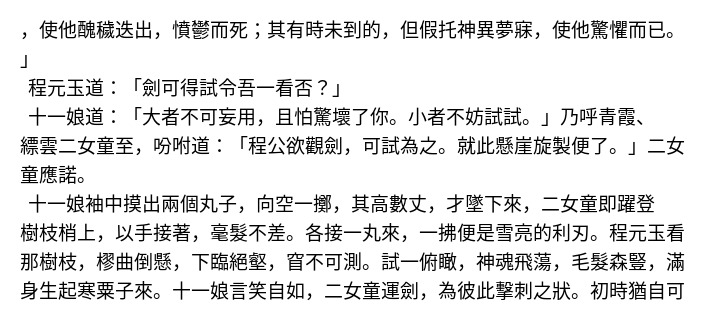 ，使他醜穢迭出，憤鬱而死；其有時未到的，但假托神異夢寐，使他驚懼而已。
」
程元玉道：「劍可得試令吾一看否？」
十一娘道：「大者不可妄用，且怕驚壞了你。小者不妨試試。」乃呼青霞、
縹雲二女童至，吩咐道：「程公欲觀劍，可試為之。就此懸崖旋製便了。」二女
童應諾。
十一娘袖中摸出兩個丸子，向空一擲，其高數丈，才墜下來，二女童即躍登
樹枝梢上，以手接著，毫髮不差。各接一丸來，一拂便是雪亮的利刃。程元玉看
那樹枝，樛曲倒懸，下臨絕壑，窅不可測。試一俯瞰，神魂飛蕩，毛髮森豎，滿
身生起寒粟子來。十一娘言笑自如，二女童運劍，為彼此擊刺之狀。初時猶自可